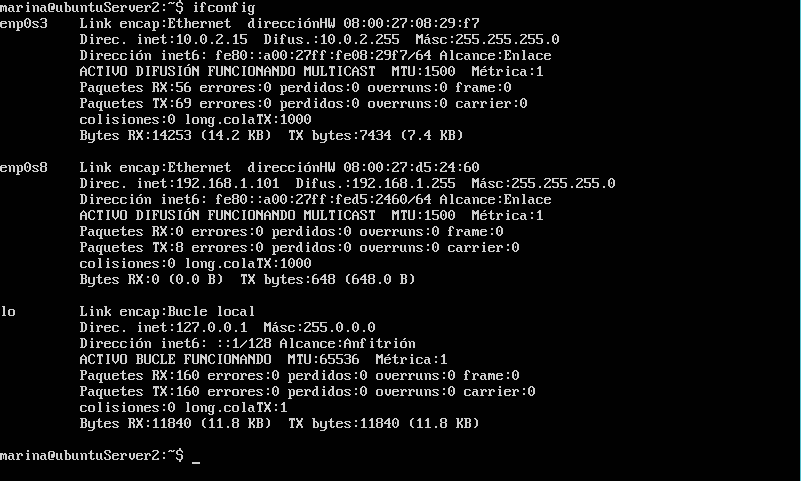 marina@ubuntuServer2:~$ ifconfig
enp0s3    Link encap:Ethernet  direcciónHW 08:00:27:08:29:f7
          Direc. inet:10.0.2.15  Difus.:10.0.2.255  Másc:255.255.255.0
          Dirección inet6: fe80::a00:27ff:fe08:29f7/64 Alcance:Enlace
          ACTIVO DIFUSIÓN FUNCIONANDO MULTICAST  MTU:1500  Métrica:1
          Paquetes RX:56 errores:0 perdidos:0 overruns:0 frame:0
          Paquetes TX:69 errores:0 perdidos:0 overruns:0 carrier:0
          colisiones:0 long.colaTX:1000
          Bytes RX:14253 (14.2 KB)  TX bytes:7434 (7.4 KB)
enp0s8    Link encap:Ethernet  direcciónHW 08:00:27:d5:24:60
          Direc. inet:192.168.1.101  Difus.:192.168.1.255  Másc:255.255.255.0
          Dirección inet6: fe80::a00:27ff:fed5:2460/64 Alcance:Enlace
          ACTIVO DIFUSIÓN FUNCIONANDO MULTICAST  MTU:1500  Métrica:1
          Paquetes RX:0 errores:0 perdidos:0 overruns:0 frame:0
          Paquetes TX:8 errores:0 perdidos:0 overruns:0 carrier:0
          colisiones:0 long.colaTX:1000
          Bytes RX:0 (0.0 B)  TX bytes:648 (648.0 B)
lo        Link encap:Bucle local
          Direc. inet:127.0.0.1  Másc:255.0.0.0
          Dirección inet6: ::1/128 Alcance:Anfitrión
          ACTIVO BUCLE FUNCIONANDO  MTU:65536  Métrica:1
          Paquetes RX:160 errores:0 perdidos:0 overruns:0 frame:0
          Paquetes TX:160 errores:0 perdidos:0 overruns:0 carrier:0
          colisiones:0 long.colaTX:1
          Bytes RX:11840 (11.8 KB)  TX bytes:11840 (11.8 KB)
marina@ubuntuServer2:~$ _